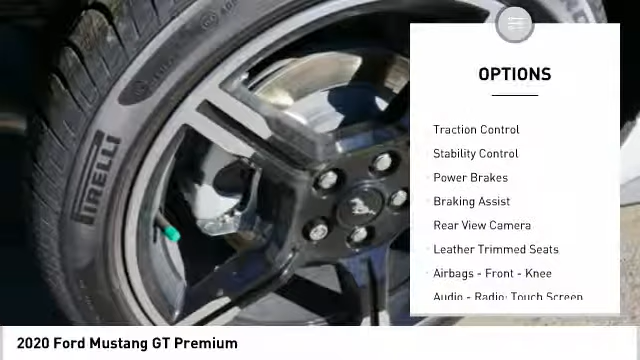 PIRELLI
OPTIONS
Traction Control
Stability Control
Power Brakes
Braking Assist
Rear View Camera
Leather Trimmed Seats
Airbags - Front - Knee
Audio - Radio: Touch Screen
2020 Ford Mustang GT Premium